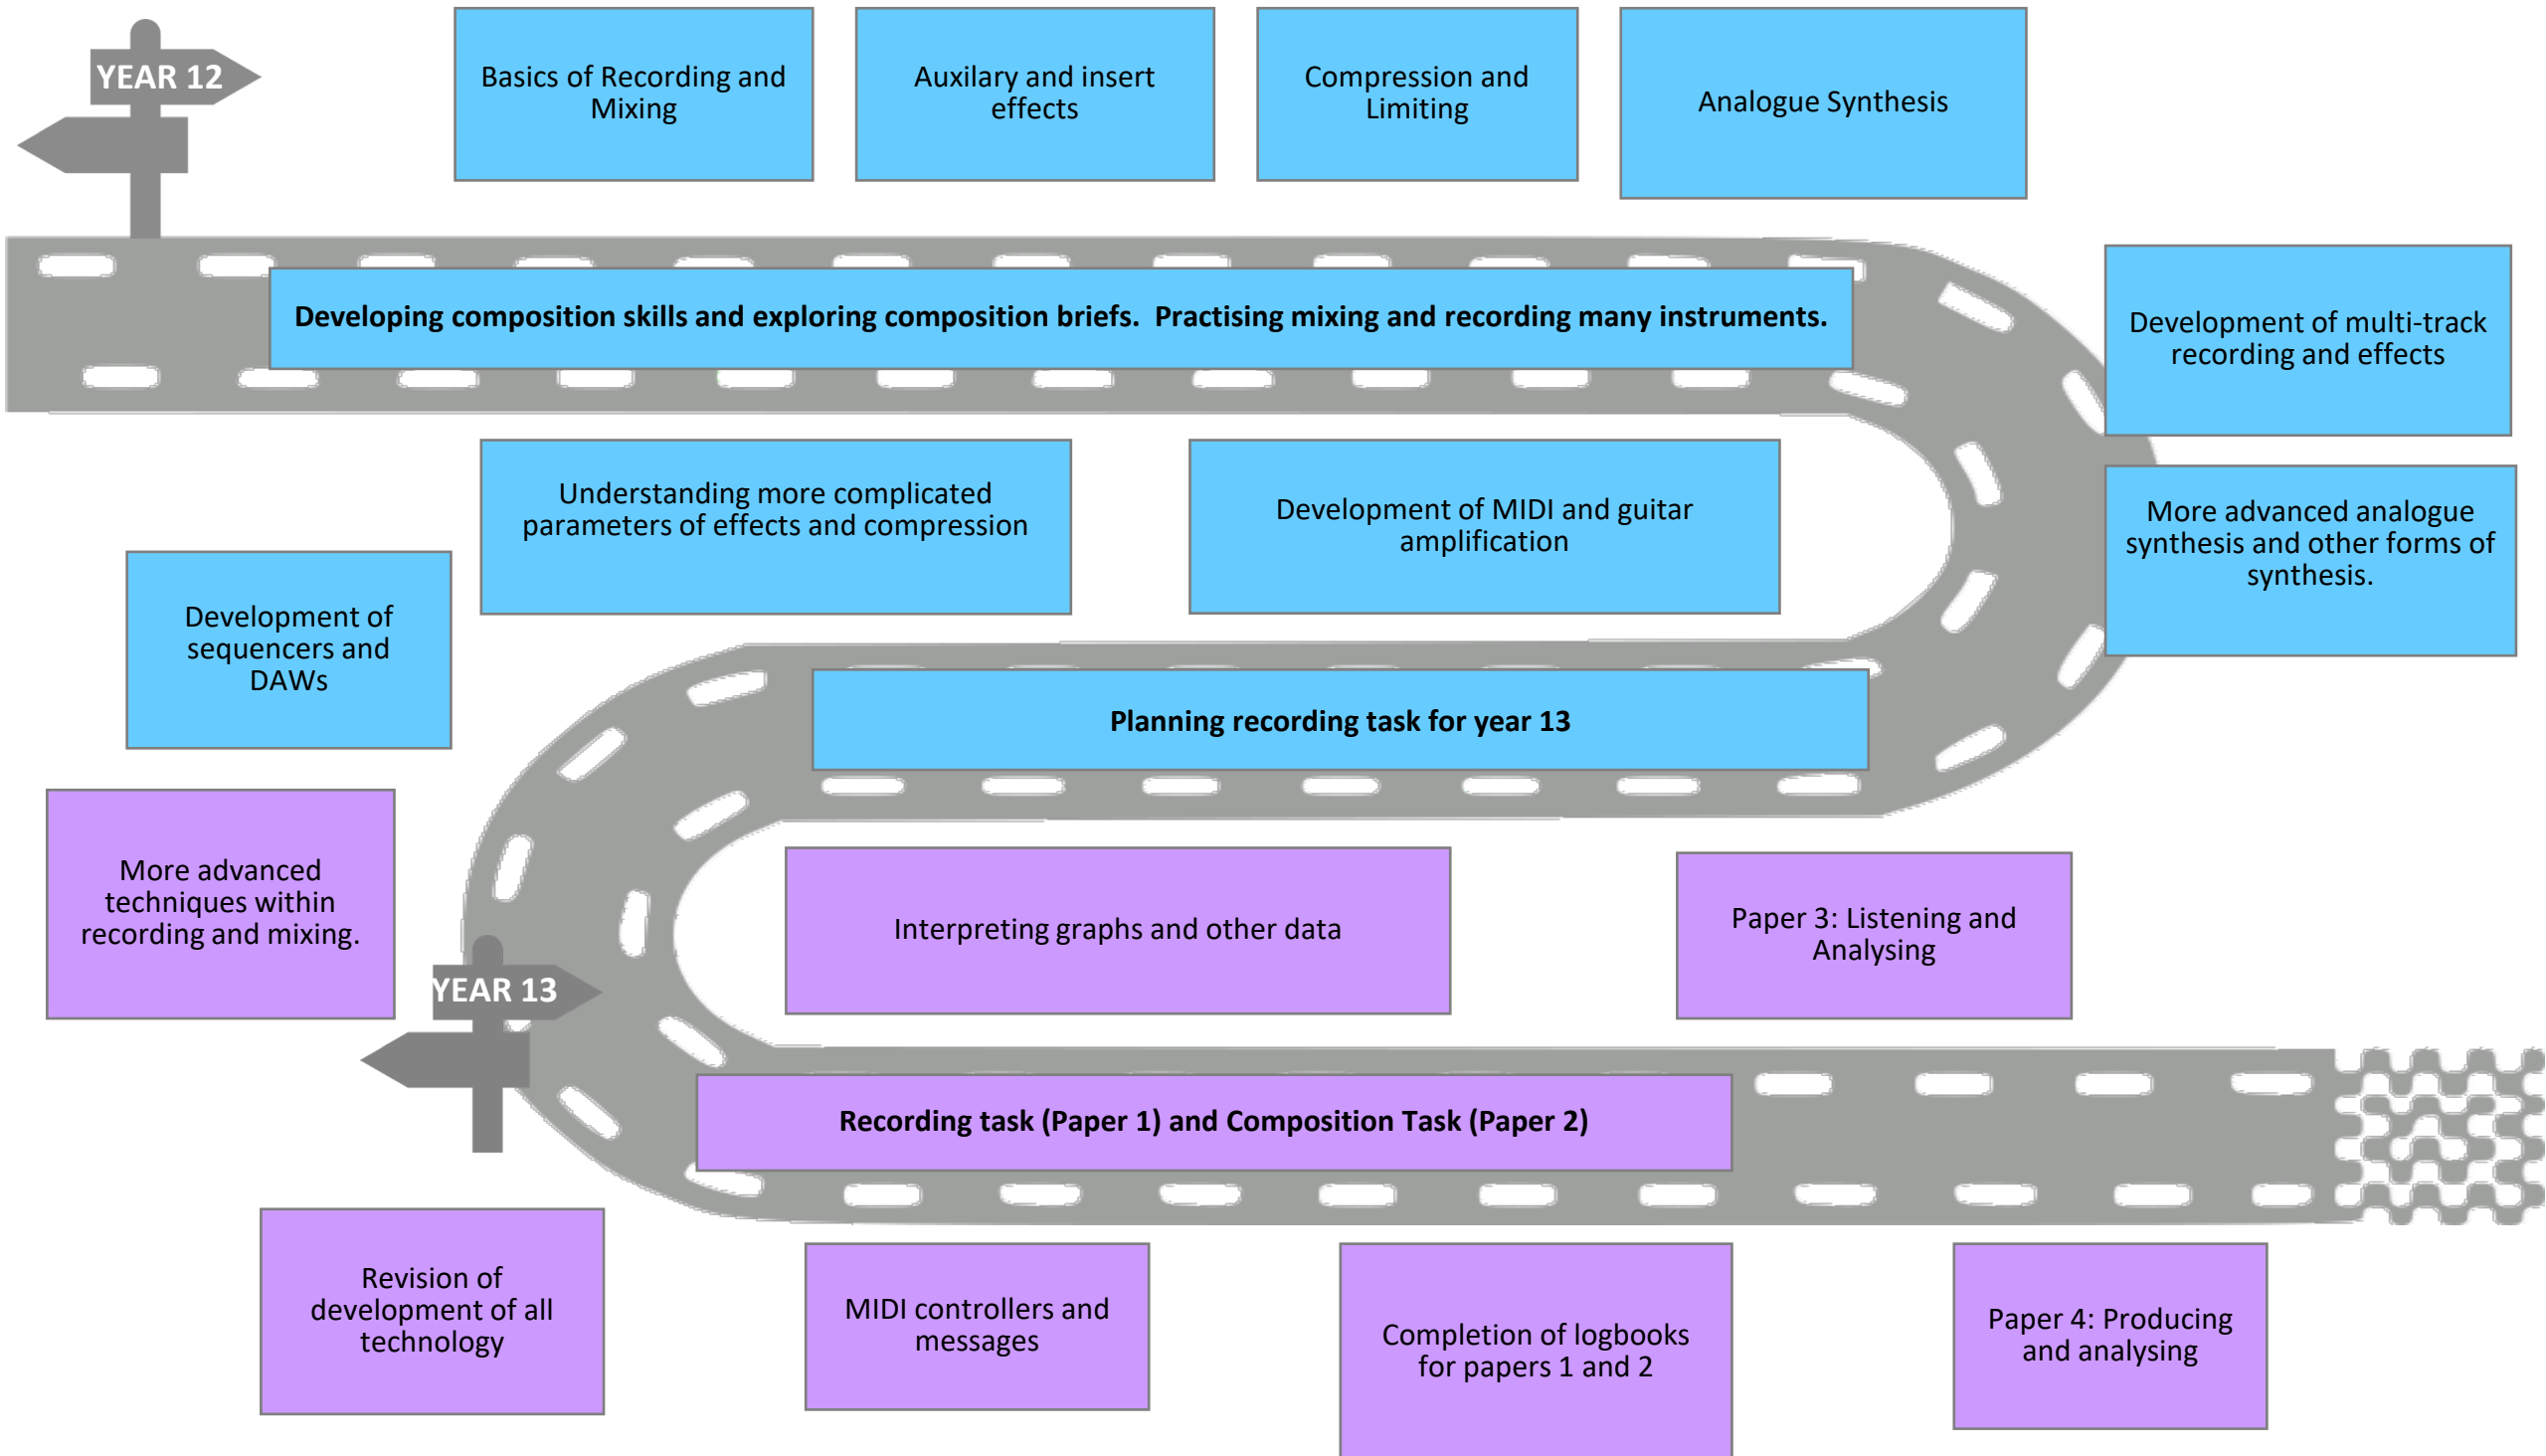 YEAR 12
Basics of Recording and
Mixing
Auxilary and insert
effects
Compression and
Limiting
Analogue Synthesis
Developing composition skills and exploring composition briefs.  Practising mixing and recording many instruments.
Development of multi-track
recording and effects
More advanced analogue
synthesis and other forms of
synthesis.
Development of MIDI and guitar
amplification
Understanding more complicated
parameters of effects and compression
Development of
sequencers and
DAWs
Planning recording task for year 13
More advanced
techniques within
recording and mixing.
YEAR 13
Interpreting graphs and other data
Paper 3: Listening and
Analysing
Recording task (Paper 1) and Composition Task (Paper 2)
Revision of
development of all
technology
MIDI controllers and
messages
Completion of logbooks
for papers 1 and 2
Paper 4: Producing
and analysing